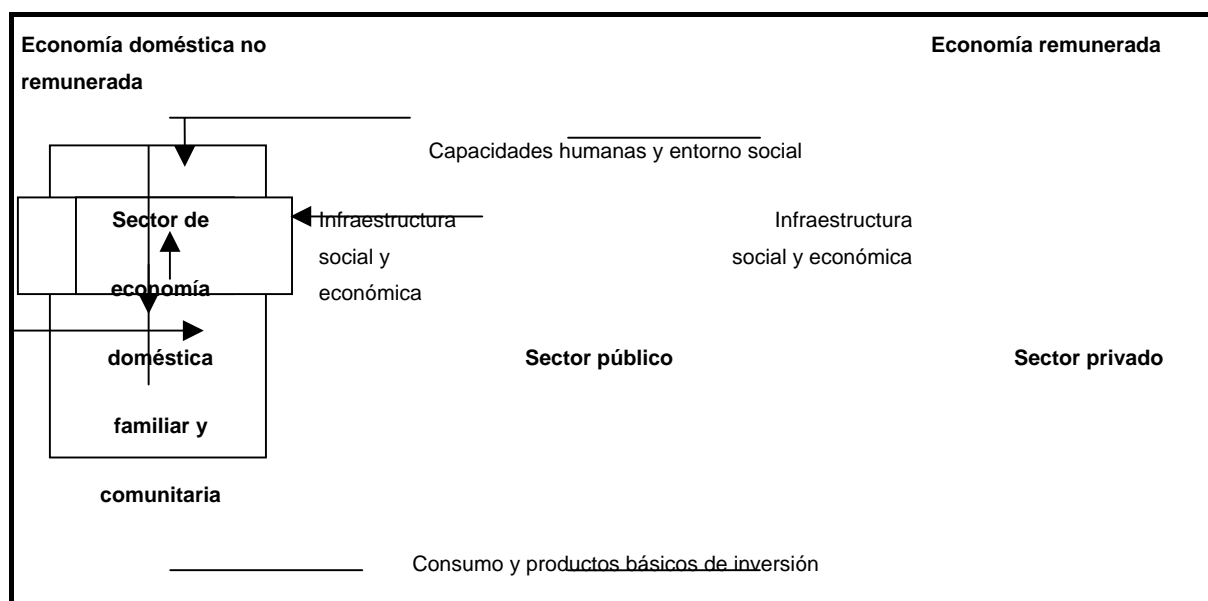 Economía doméstica no
remunerada
Economía remunerada
Capacidades humanas y entorno social
Sector de
economía
doméstica
familiar y
comunitaria
Infraestructura
social y
económica
Infraestructura
social y económica
Sector público
Sector privado
Consumo y productos básicos de inversión